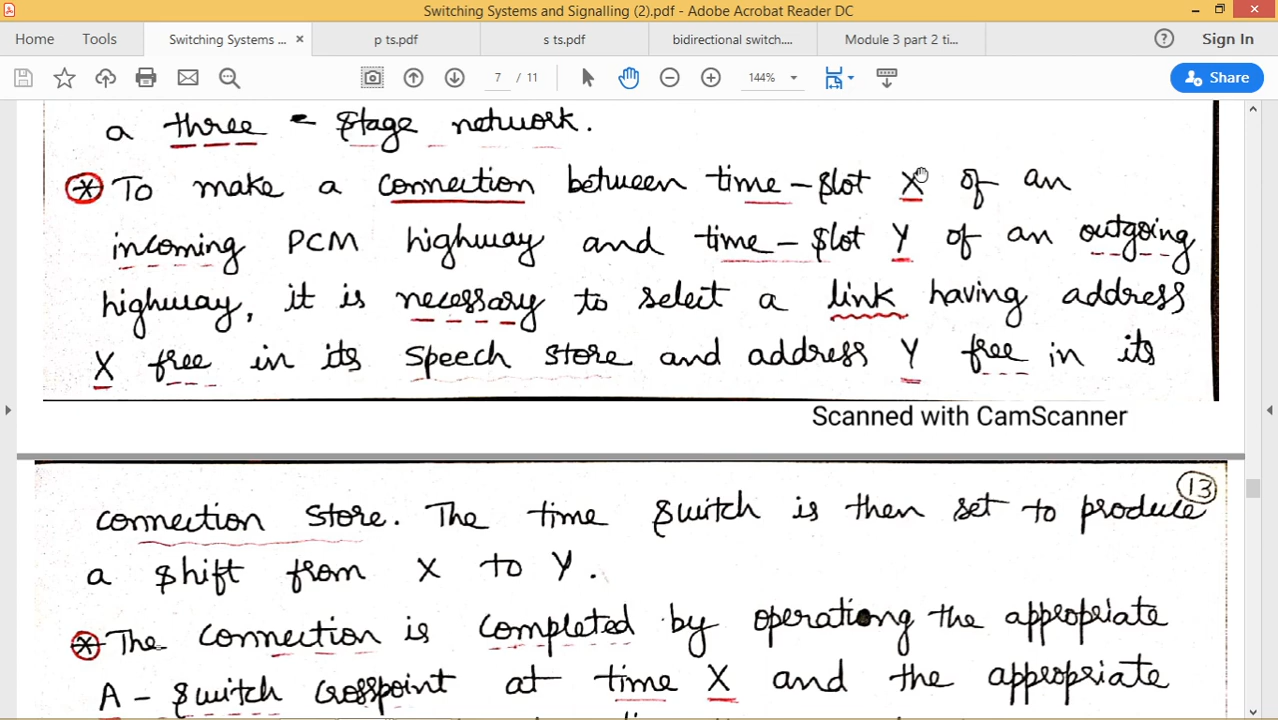 Switching Systems and Signalling (2).pdf - Adobe Acrobat Reader DC
Home Tools Switching Systems ... × p ts.pdf s ts.pdf bidirectional switch.... Module 3 part 2 ti... Sign In
7 / 11 144% Share
a three - stage network.
* To make a connection between time - slot X of an
incoming PCM highway and time - slot Y of an outgoing
highway, it is necessary to select a link having address
X free in its speech store and address Y free in its
Scanned with CamScanner
13
connection store. The time switch is then set to produce
a shift from X to Y.
* The connection is completed by operationg the appropriate
A - switch crosspoint at time X and the appropriate